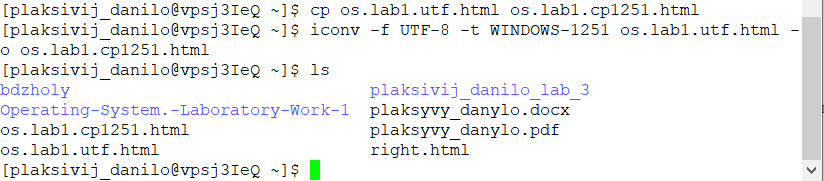 [plaksivij_danilo@vpsj3IeQ ~]$ cp os.lab1.utf.html os.lab1.cp1251.html
[plaksivij_danilo@vpsj3IeQ ~]$ iconv -f UTF-8 -t WINDOWS-1251 os.lab1.utf.html -
o os.lab1.cp1251.html
[plaksivij_danilo@vpsj3IeQ ~]$ ls
bdzholy plaksivij_danilo_lab_3
Operating-System.-Laboratory-Work-1 plaksyvy_danylo.docx
os.lab1.cp1251.html plaksyvy_danylo.pdf
os.lab1.utf.html right.html
[plaksivij_danilo@vpsj3IeQ ~]$